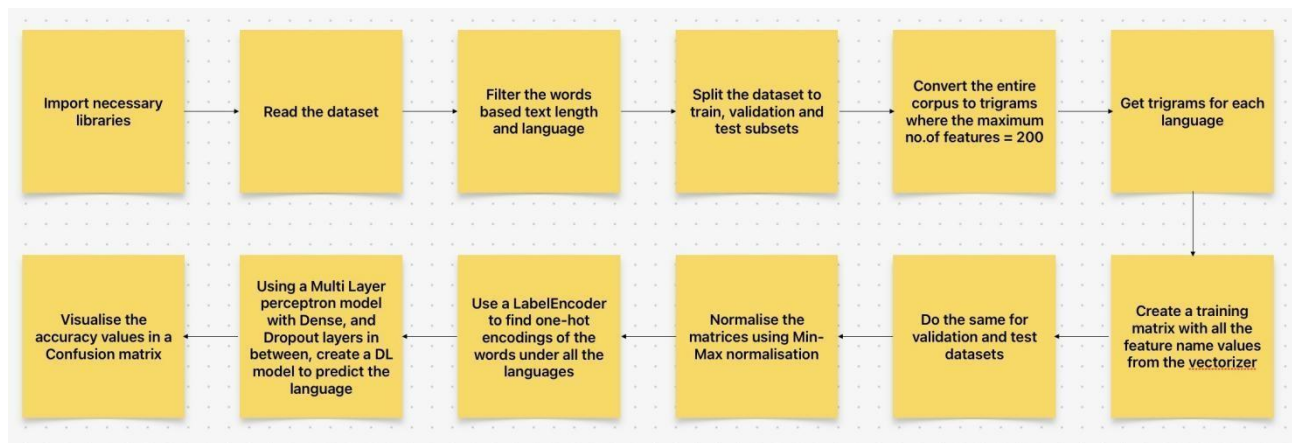 Import necessary
libraries
Read the dataset
Filter the words
based text length
and language
Split the dataset to
train, validation and
test subsets
Convert the entire
corpus to trigrams
where the maximum
no.of features = 200
Get trigrams for each
language
Create a training
matrix with all the
feature name values
from the vectorizer
Do the same for
validation and test
datasets
Normalise the
matrices using Min-
Max normalisation
Use a LabelEncoder
to find one-hot
encodings of the
words under all the
languages
Using a Multi Layer
perceptron model
with Dense, and
Dropout layers in
between, create a DL
model to predict the
language
Visualise the
accuracy values in a
Confusion matrix